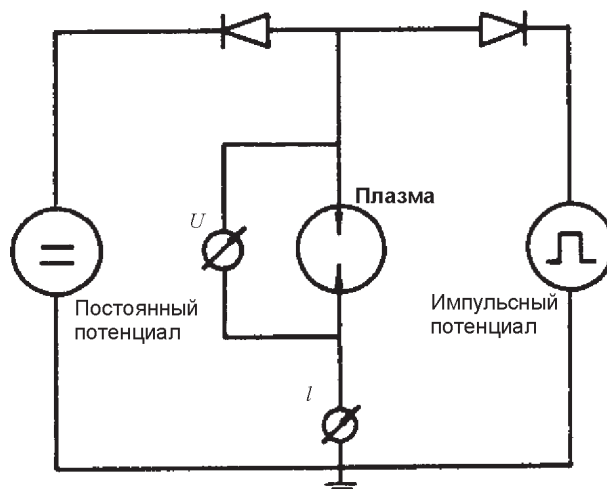 Плазма
U
Постоянный
потенциал
Импульсный
потенциал
l